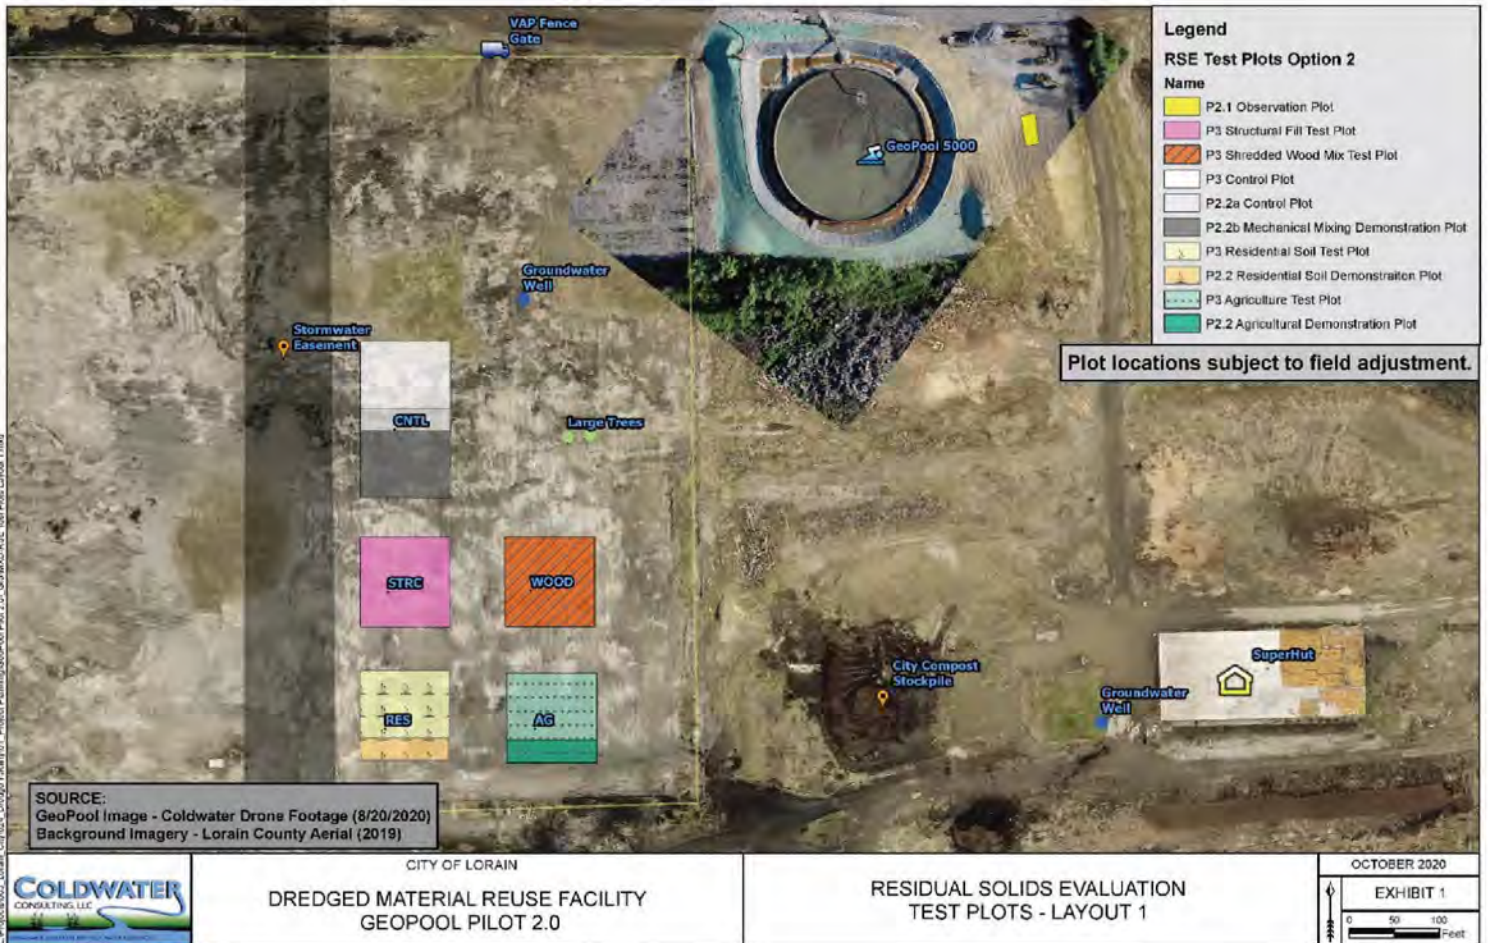 VAP Fence
Gate
GeoPool 5000
Groundwater
Well
Stormwater
Easement
CNTL
Large Trees
STRC
WOOD
RES
AG
City Compost
Stockpile
Groundwater
Well
SuperHut
Legend
RSE Test Plots Option 2
Name
P2.1 Observation Plot
P3 Structural Fill Test Plot
P3 Shredded Wood Mix Test Plot
P3 Control Plot
P2.2a Control Plot
P2.2b Mechanical Mixing Demonstration Plot
P3 Residential Soil Test Plot
P2.2 Residential Soil Demonstraiton Plot
P3 Agriculture Test Plot
P2.2 Agricultural Demonstration Plot
Plot locations subject to field adjustment.
SOURCE:
GeoPool Image - Coldwater Drone Footage (8/20/2020)
Background Imagery - Lorain County Aerial (2019)
COLDWATER
CONSULTING, LLC
CITY OF LORAIN
DREDGED MATERIAL REUSE FACILITY
GEOPOOL PILOT 2.0
RESIDUAL SOLIDS EVALUATION
TEST PLOTS - LAYOUT 1
OCTOBER 2020
EXHIBIT 1
0 50 100
Feet